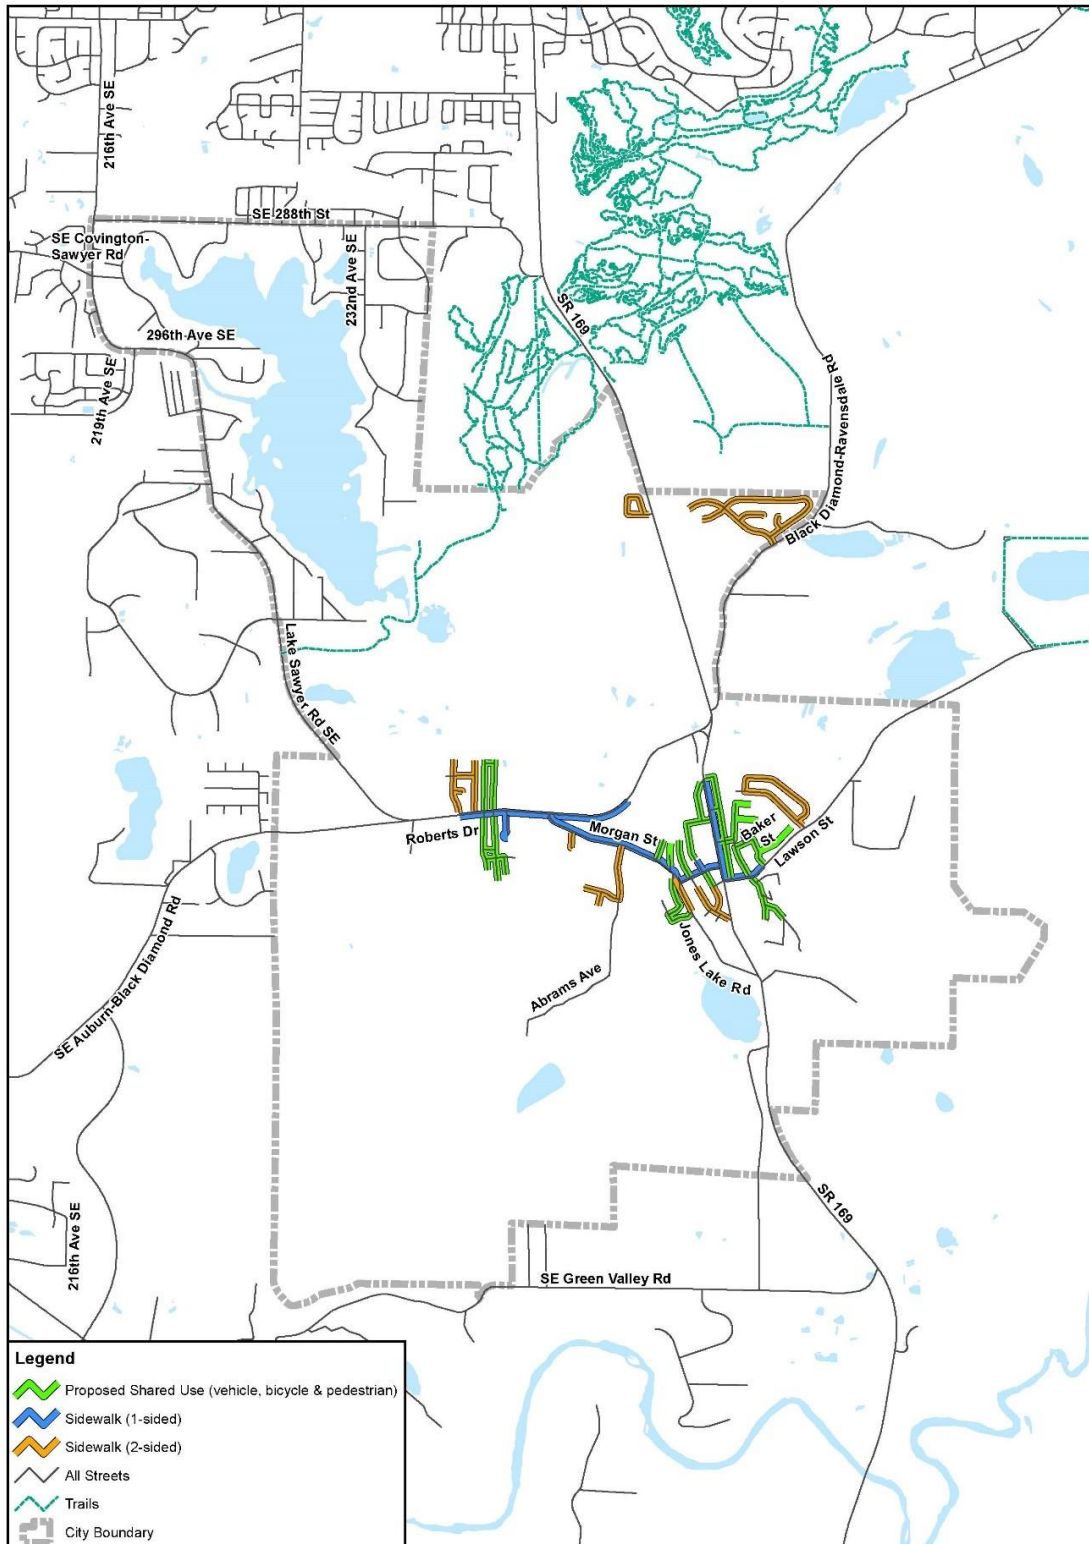 216th Ave SE
SE 288th St
SE Covington-
Sawyer Rd
232nd Ave SE
296th Ave SE
SR 169
219th Ave SE
Black Diamond-Ravensdale Rd
Lake Sawyer Rd SE
Roberts Dr
Morgan St
Baker
St
Lawson St
Jones Lake Rd
Abrams Ave
SE Auburn-Black Diamond Rd
SR 169
216th Ave SE
SE Green Valley Rd
Legend
Proposed Shared Use (vehicle, bicycle & pedestrian)
Sidewalk (1-sided)
Sidewalk (2-sided)
All Streets
Trails
City Boundary